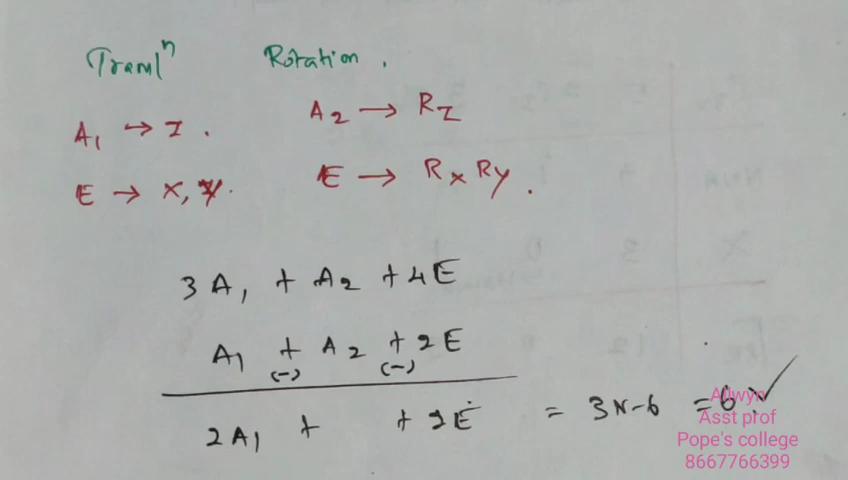 Tranlⁿ Rotation .
A₁ → z . A₂ → Rz
E → x, y. E → Rx Ry .
3A₁ + A₂ + 4E
A₁ + A₂ + 2E
(-) (-)
2A₁ + + 2E = 3N-6 = 6 ✓
Allwyn
Asst prof
Pope's college
8667766399